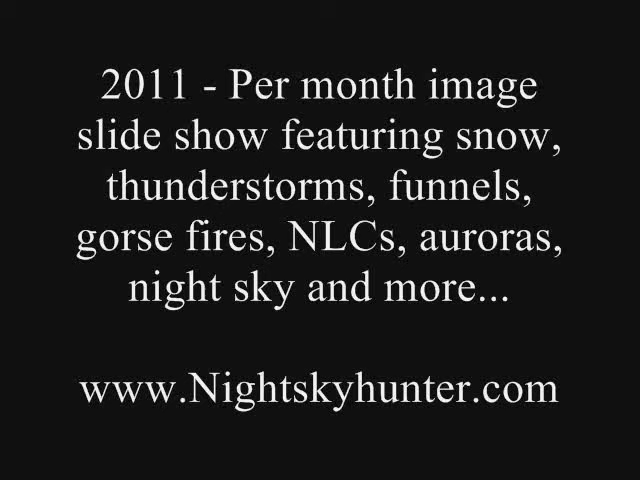 2011 - Per month image
slide show featuring snow,
thunderstorms, funnels,
gorse fires, NLCs, auroras,
night sky and more...
www.Nightskyhunter.com